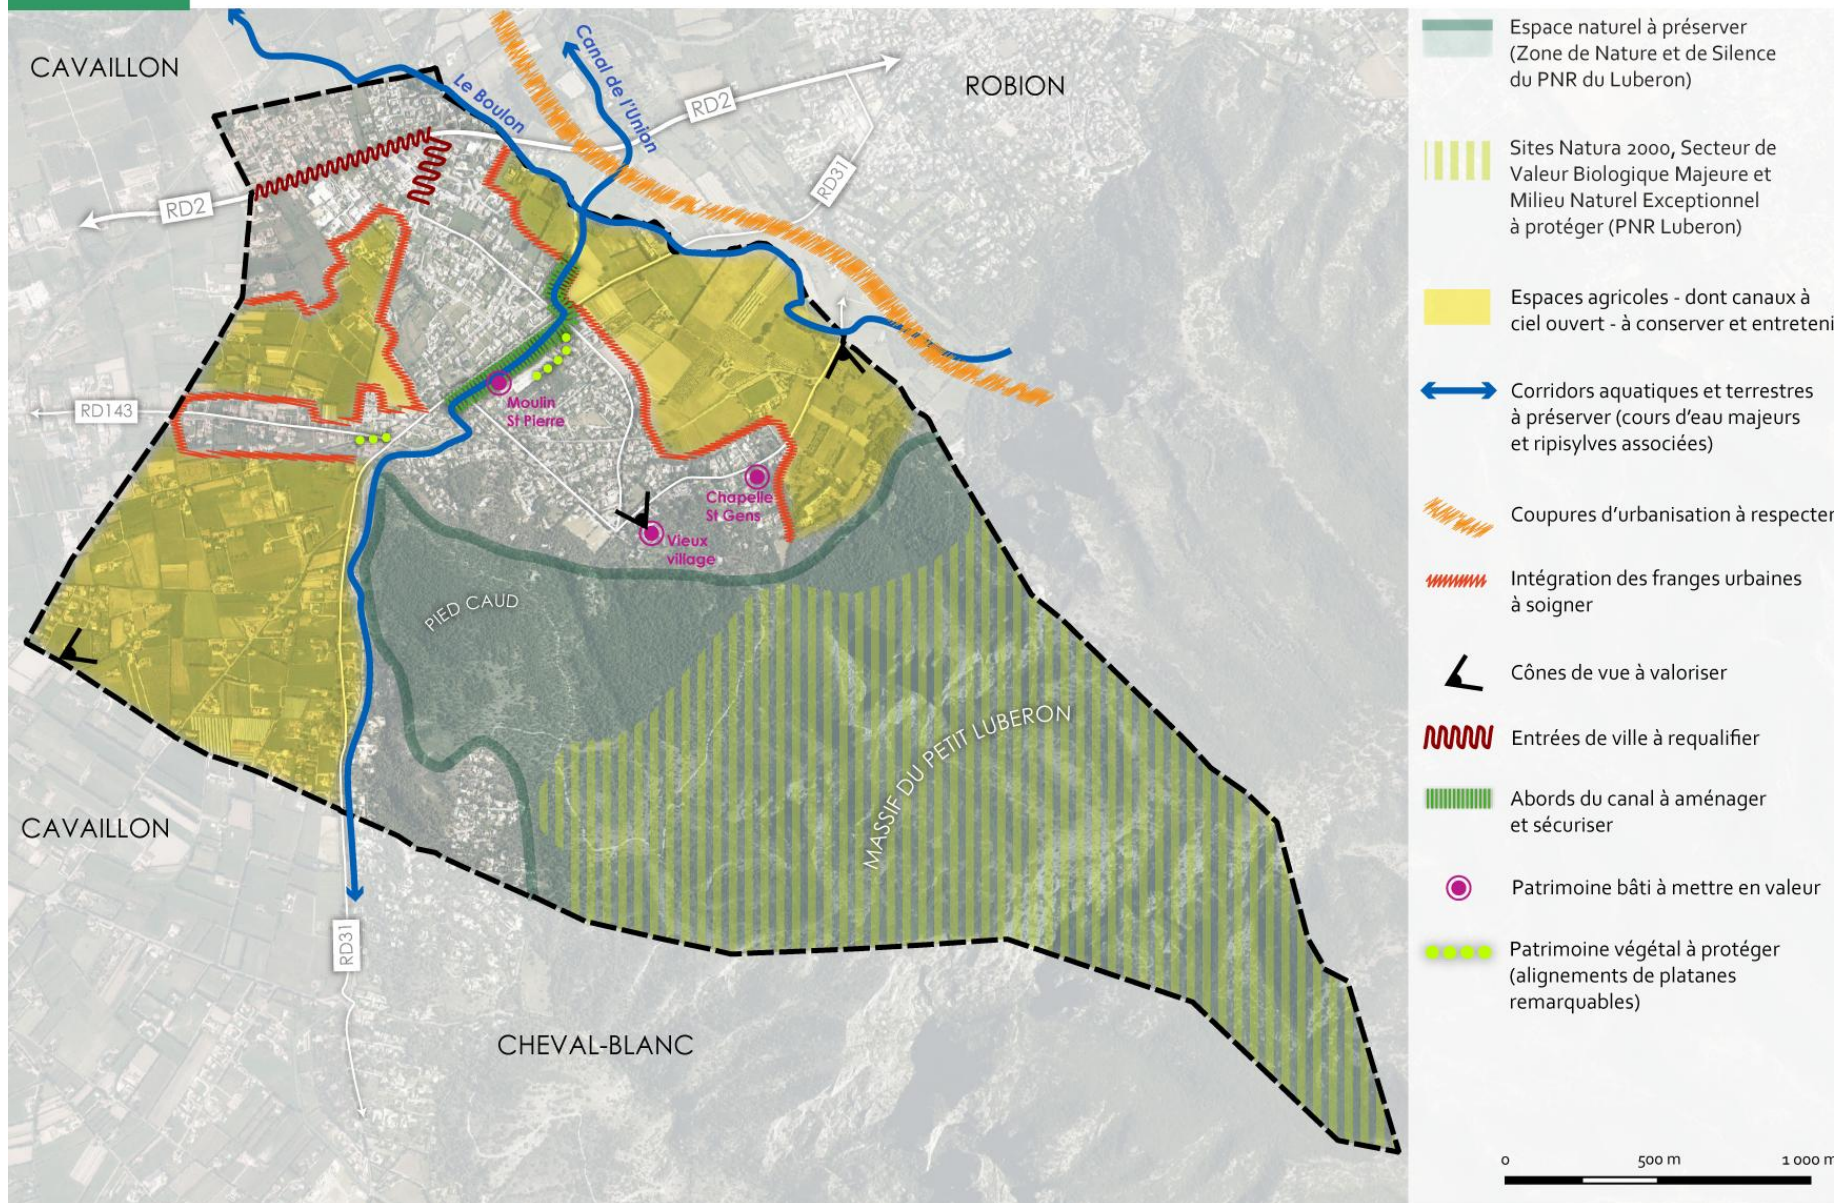 CAVAILLON
Le Boulon
Canal de l'Union
RD2
ROBION
RD31
RD2
RD143
Moulin
St Pierre
Chapelle
St Gens
Vieux
village
PIED CAUD
MASSIF DU PETIT LUBERON
CAVAILLON
RD31
CHEVAL-BLANC
Espace naturel à préserver
(Zone de Nature et de Silence
du PNR du Luberon)
Sites Natura 2000, Secteur de
Valeur Biologique Majeure et
Milieu Naturel Exceptionnel
à protéger (PNR Luberon)
Espaces agricoles - dont canaux à
ciel ouvert - à conserver et entreteni
Corridors aquatiques et terrestres
à préserver (cours d'eau majeurs
et ripisylves associées)
Coupures d'urbanisation à respecter
Intégration des franges urbaines
à soigner
Cônes de vue à valoriser
Entrées de ville à requalifier
Abords du canal à aménager
et sécuriser
Patrimoine bâti à mettre en valeur
Patrimoine végétal à protéger
(alignements de platanes
remarquables)
0 500 m 1 000 m